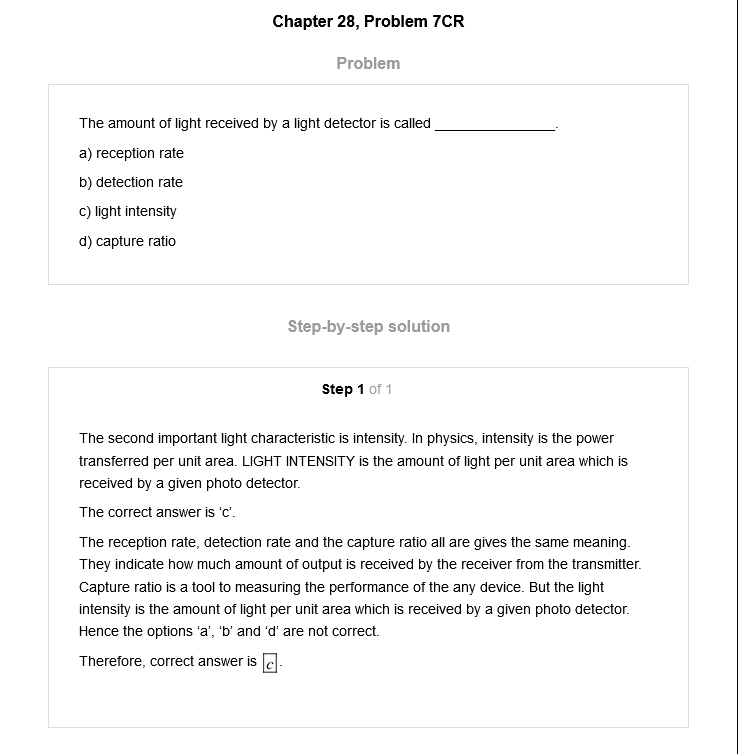 Chapter 28, Problem 7CR
Problem
The amount of light received by a light detector is called ________________.
a) reception rate
b) detection rate
c) light intensity
d) capture ratio
Step-by-step solution
Step 1 of 1
The second important light characteristic is intensity. In physics, intensity is the power
transferred per unit area. LIGHT INTENSITY is the amount of light per unit area which is
received by a given photo detector.
The correct answer is ‘c’.
The reception rate, detection rate and the capture ratio all are gives the same meaning.
They indicate how much amount of output is received by the receiver from the transmitter.
Capture ratio is a tool to measuring the performance of the any device. But the light
intensity is the amount of light per unit area which is received by a given photo detector.
Hence the options ‘a’, ‘b’ and ‘d’ are not correct.
Therefore, correct answer is c.